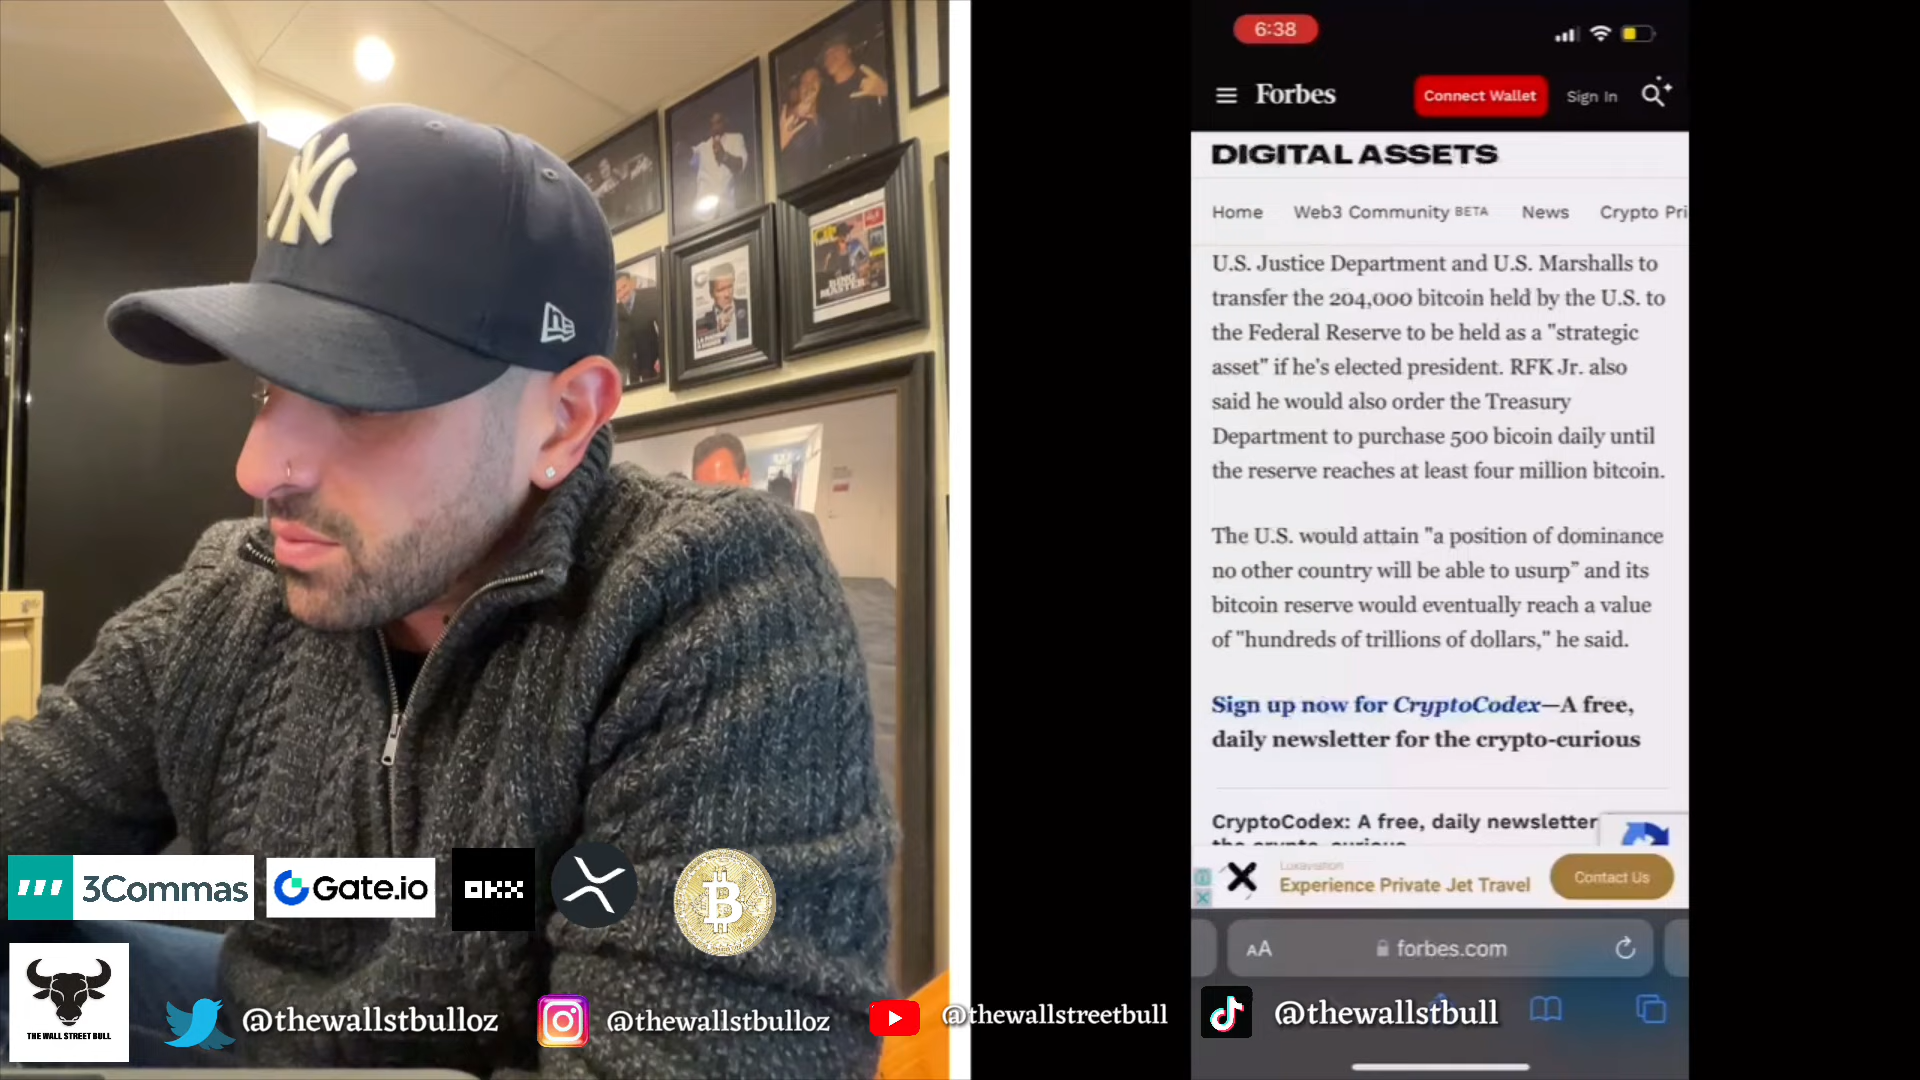 6:38
Forbes
Connect Wallet
Sign In
DIGITAL ASSETS
Home
Web3 Community BETA
News
Crypto Pri
U.S. Justice Department and U.S. Marshalls to
transfer the 204,000 bitcoin held by the U.S. to
the Federal Reserve to be held as a "strategic
asset” if he's elected president. RFK Jr. also
said he would also order the Treasury
Department to purchase 500 bicoin daily until
the reserve reaches at least four million bitcoin.
The U.S. would attain "a position of dominance
no other country will be able to usurp” and its
bitcoin reserve would eventually reach a value
of "hundreds of trillions of dollars," he said.
Sign up now for CryptoCodex—A free,
daily newsletter for the crypto-curious
CryptoCodex: A free, daily newsletter
Luxaviation
Experience Private Jet Travel
Contact Us
AA
forbes.com
NY
3Commas
Gate.io
OKX
THE WALL STREET BULL
@thewallstbulloz
@thewallstbulloz
@thewallstreetbull
@thewallstbull